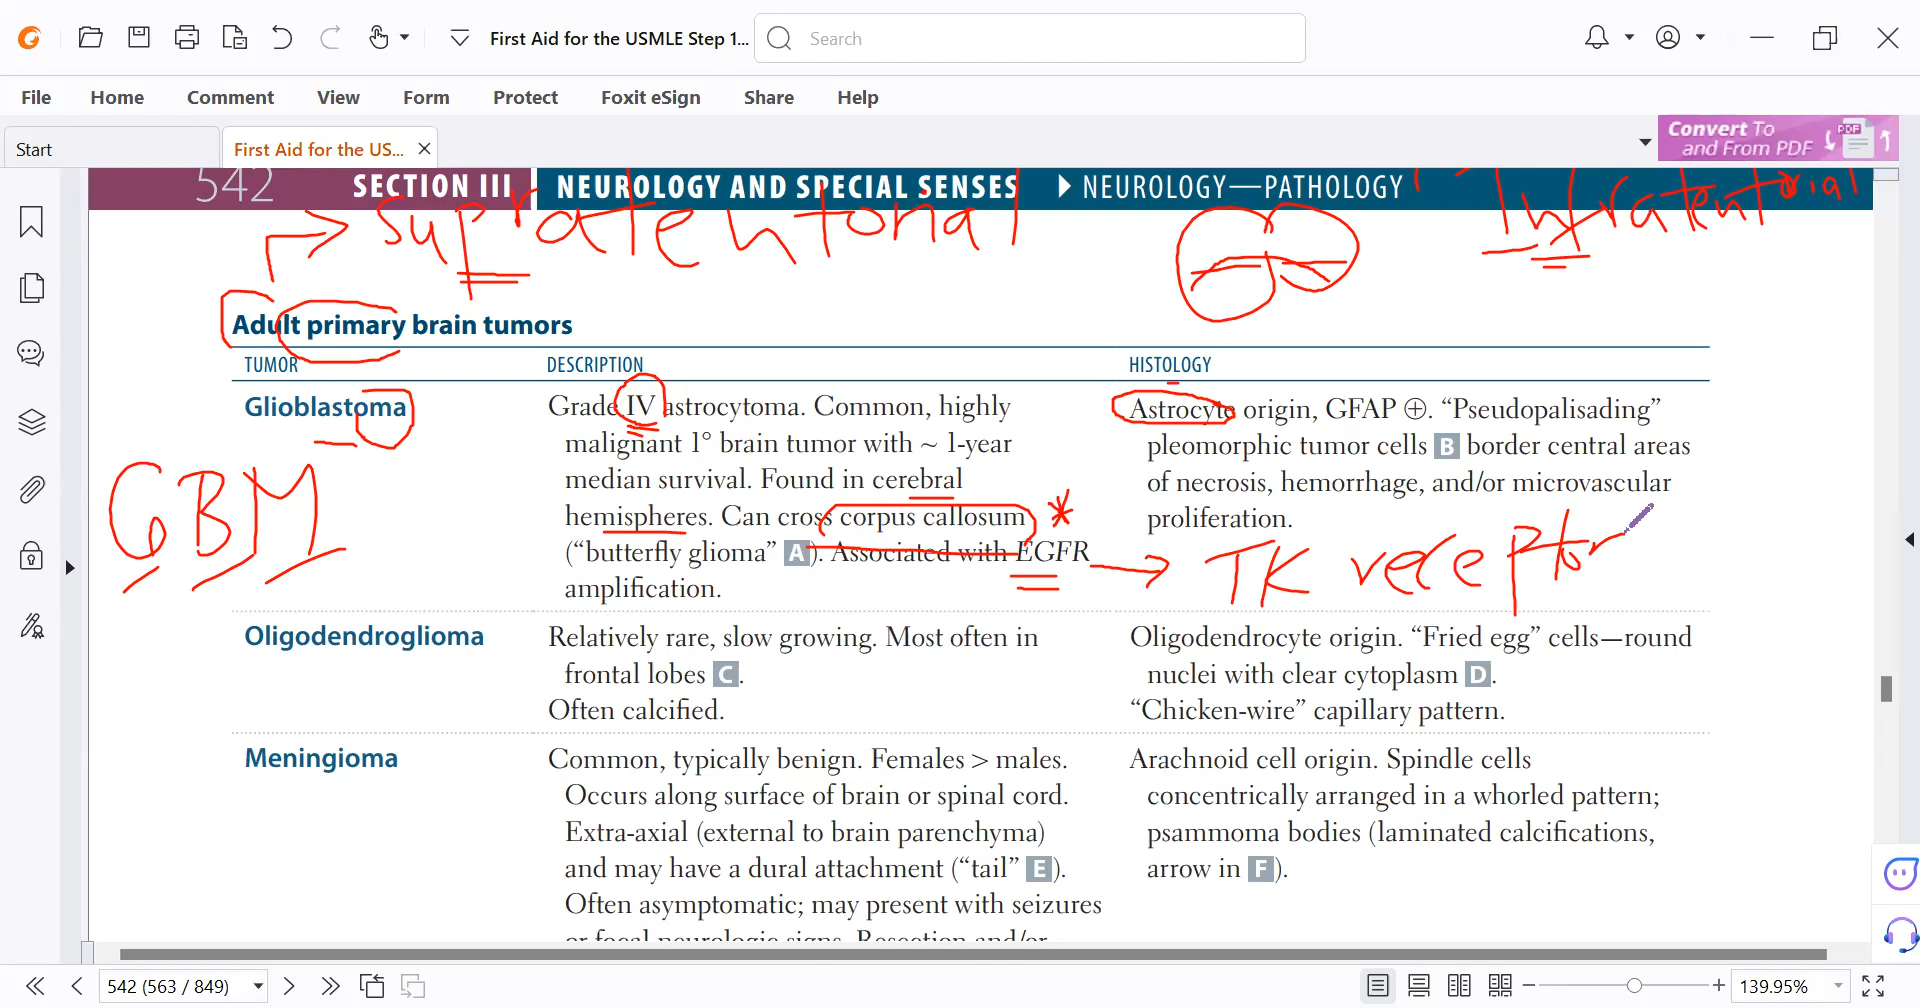 First Aid for the USMLE Step 1...
Search
File Home Comment View Form Protect Foxit eSign Share Help
Start
First Aid for the US...
Convert To
and From PDF
PDF
542 SECTION III NEUROLOGY AND SPECIAL SENSES ▶ NEUROLOGY—PATHOLOGY
Supratentorial
Infratentorial
Adult primary brain tumors
TUMOR DESCRIPTION HISTOLOGY
Glioblastoma
GBM
Grade IV astrocytoma. Common, highly
malignant 1° brain tumor with ~ 1-year
median survival. Found in cerebral
hemispheres. Can cross corpus callosum
("butterfly glioma" A). Associated with EGFR
amplification.
Astrocyte origin, GFAP ⊕. "Pseudopalisading"
pleomorphic tumor cells B border central areas
of necrosis, hemorrhage, and/or microvascular
proliferation.
→ TK receptor
Oligodendroglioma
Relatively rare, slow growing. Most often in
frontal lobes C.
Often calcified.
Oligodendrocyte origin. "Fried egg" cells—round
nuclei with clear cytoplasm D.
"Chicken-wire" capillary pattern.
Meningioma
Common, typically benign. Females > males.
Occurs along surface of brain or spinal cord.
Extra-axial (external to brain parenchyma)
and may have a dural attachment ("tail" E).
Often asymptomatic; may present with seizures
or focal neurologic signs. Resection and/or
Arachnoid cell origin. Spindle cells
concentrically arranged in a whorled pattern;
psammoma bodies (laminated calcifications,
arrow in F).
542 (563 / 849)
139.95%